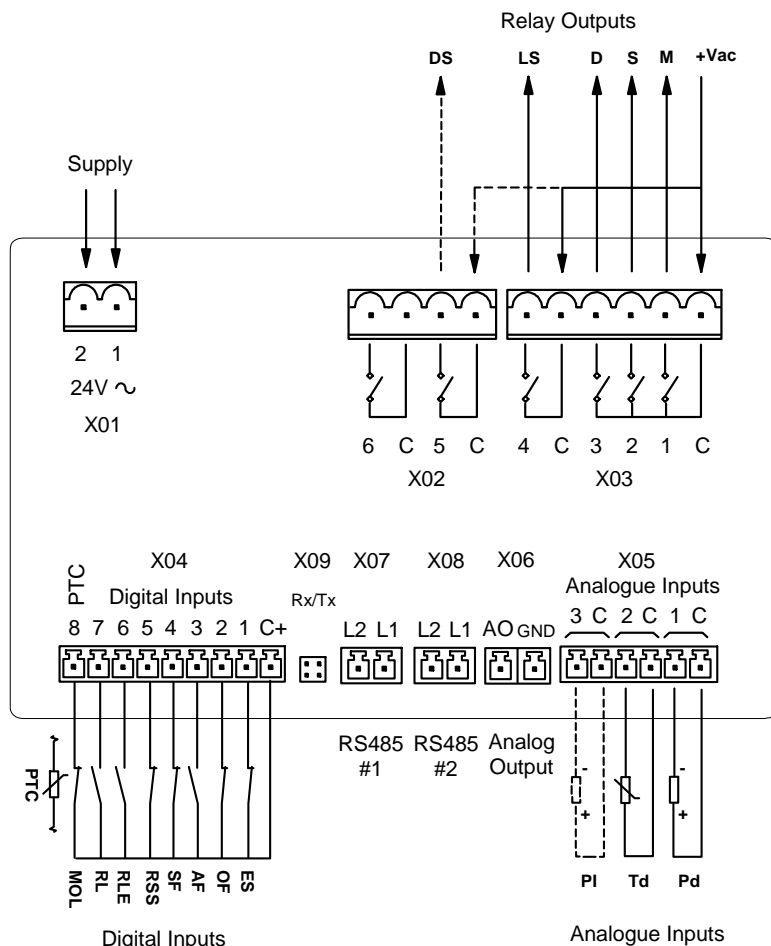 Relay Outputs
DS LS D S M +Vac
Supply
2 1
24V ~
X01
6 C 5 C 4 C 3 2 1 C
X02 X03
X04 X09 X07 X08 X06 X05
PTC Digital Inputs Rx/Tx Analogue Inputs
8 7 6 5 4 3 2 1 C+ L2 L1 L2 L1 AO GND 3 C 2 C 1 C
RS485 RS485 Analog
#1 #2 Output
PTC
- -
+ +
MOL RL RLE RSS SF AF OF ES
PI Td Pd
Digital Inputs Analogue Inputs